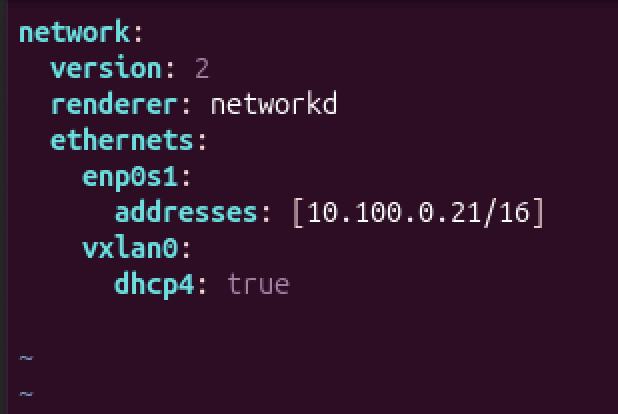 network:
  version: 2
  renderer: networkd
  ethernets:
    enp0s1:
      addresses: [10.100.0.21/16]
    vxlan0:
      dhcp4: true

~
~